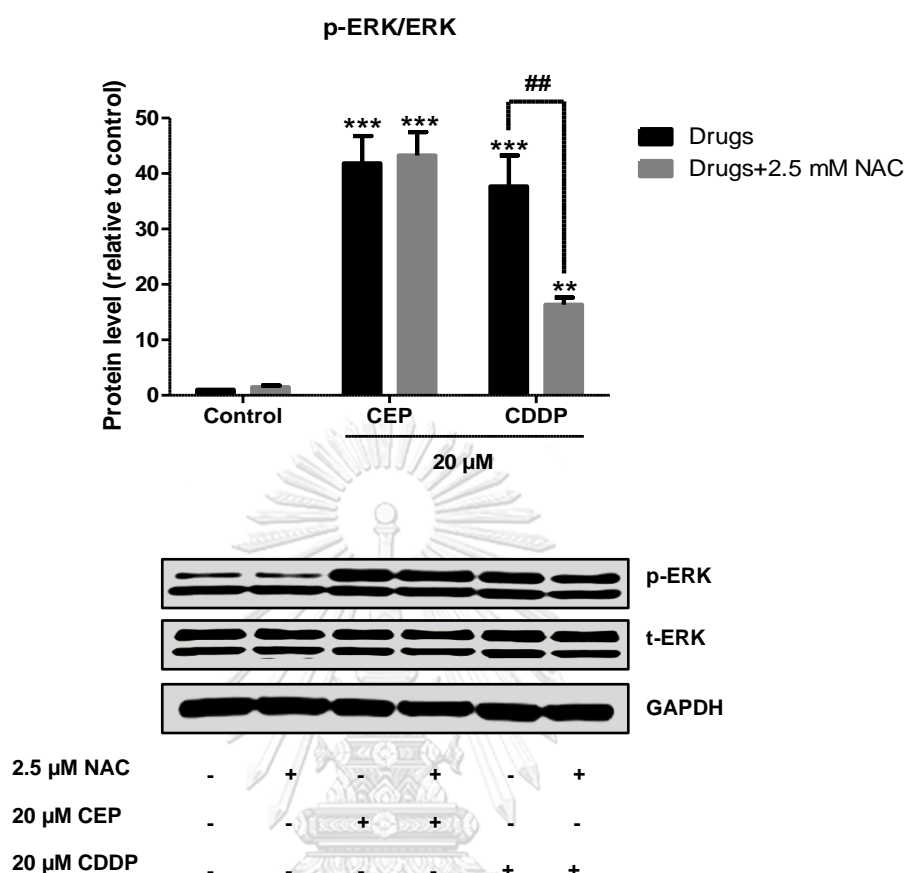 p-ERK/ERK
Protein level (relative to control)
50
40
30
20
10
0
***
***
***
##
**
Drugs
Drugs+2.5 mM NAC
Control CEP CDDP
20 µM
p-ERK
t-ERK
GAPDH
2.5 µM NAC - + - + - +
20 µM CEP - - + + - -
20 µM CDDP - - - - + +